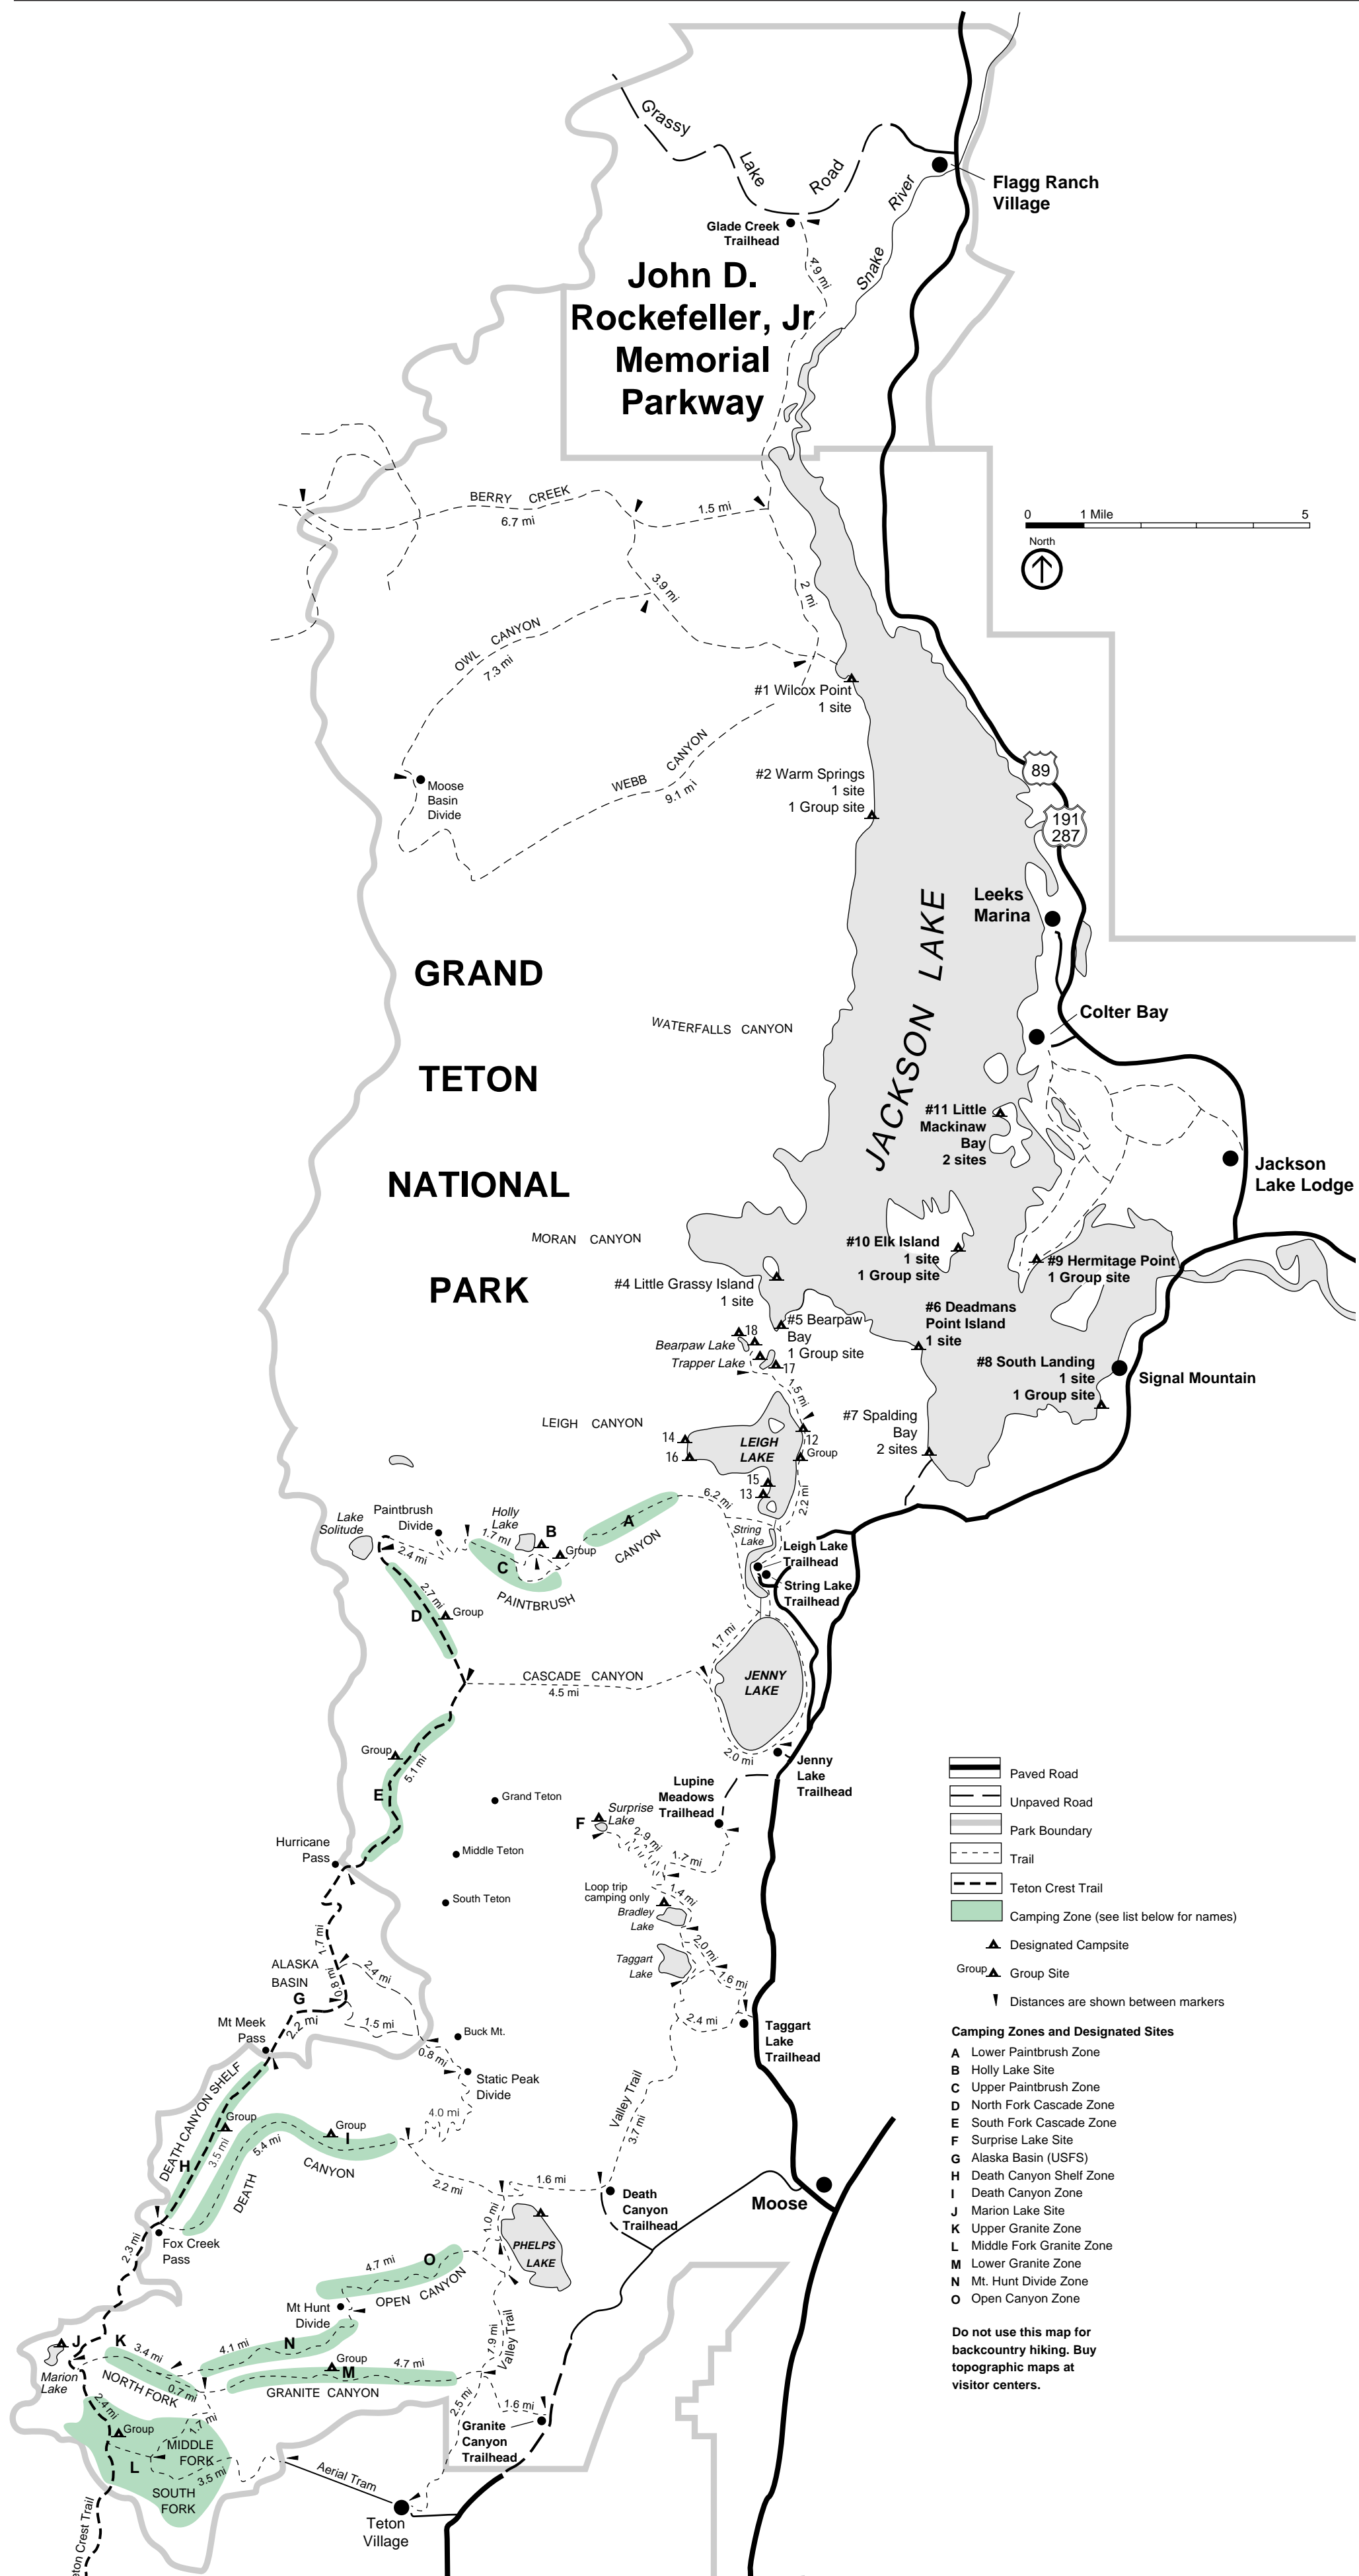 Grassy
Lake
Road
River
Snake
Flagg Ranch
Village
Glade Creek
Trailhead
4.9 mi
John D.
Rockefeller, Jr
Memorial
Parkway
BERRY CREEK
6.7 mi
1.5 mi
0
1 Mile
5
North
3.9 mi
2 mi
OWL CANYON
7.3 mi
#1 Wilcox Point
1 site
WEBB CANYON
9.1 mi
Moose
Basin
Divide
#2 Warm Springs
1 site
1 Group site
89
191
287
Leeks
Marina
JACKSON LAKE
GRAND
TETON
NATIONAL
PARK
WATERFALLS CANYON
Colter Bay
#11 Little
Mackinaw
Bay
2 sites
Jackson
Lake Lodge
MORAN CANYON
#10 Elk Island
1 site
1 Group site
#9 Hermitage Point
1 Group site
#4 Little Grassy Island
1 site
#6 Deadmans
Point Island
1 site
#5 Bearpaw
Bay
1 Group site
18
Bearpaw Lake
Trapper Lake
17
#8 South Landing
1 site
1 Group site
Signal Mountain
1.5 mi
LEIGH CANYON
#7 Spalding
Bay
2 sites
14
16
LEIGH
LAKE
12
Group
15
13
2.2 mi
6.2 mi
Lake
Solitude
Paintbrush
Divide
Holly
Lake
B
A
Group
CANYON
1.7 mI
2.4 mi
C
PAINTBRUSH
String
Lake
Leigh Lake
Trailhead
String Lake
Trailhead
2.7 mi
D
Group
1.7 mi
CASCADE CANYON
4.5 mi
JENNY
LAKE
2.0 mi
Jenny
Lake
Trailhead
Group
5.1 mi
E
Grand Teton
Lupine
Meadows
Trailhead
Surprise
Lake
F
2.9 mi
1.7 mi
Middle Teton
Hurricane
Pass
South Teton
Loop trip
camping only
1.4 mi
Bradley
Lake
2.0 mi
Taggart
Lake
1.6 mi
1.7 mi
ALASKA
BASIN
G
0.8 mi
2.4 mi
2.2 mi
1.5 mi
Mt Meek
Pass
Buck Mt.
0.8 mi
Static Peak
Divide
2.4 mi
Taggart
Lake
Trailhead
Valley Trail
3.7 mi
DEATH CANYON SHELF
Group
3.5 mi
H
5.4 mi
Group
I
4.0 mi
DEATH
CANYON
2.2 mi
1.6 mi
Death
Canyon
Trailhead
Moose
1.0 mi
PHELPS
LAKE
2.3 mi
Fox Creek
Pass
4.7 mi
O
OPEN CANYON
Mt Hunt
Divide
1.9 mi
Valley Trail
J
K
Marion
Lake
3.4 mi
4.1 mi
N
Group
M
4.7 mi
NORTH FORK
0.7 mi
GRANITE CANYON
2.5 mi
1.6 mi
Granite
Canyon
Trailhead
2.4 mi
Group
1.7 mi
MIDDLE
FORK
L
3.5 mi
SOUTH
FORK
Aerial Tram
Teton
Village
eton Crest Trail
Paved Road
Unpaved Road
Park Boundary
Trail
Teton Crest Trail
Camping Zone (see list below for names)
Designated Campsite
Group
Group Site
Distances are shown between markers
Camping Zones and Designated Sites
A Lower Paintbrush Zone
B Holly Lake Site
C Upper Paintbrush Zone
D North Fork Cascade Zone
E South Fork Cascade Zone
F Surprise Lake Site
G Alaska Basin (USFS)
H Death Canyon Shelf Zone
I Death Canyon Zone
J Marion Lake Site
K Upper Granite Zone
L Middle Fork Granite Zone
M Lower Granite Zone
N Mt. Hunt Divide Zone
O Open Canyon Zone
Do not use this map for
backcountry hiking. Buy
topographic maps at
visitor centers.